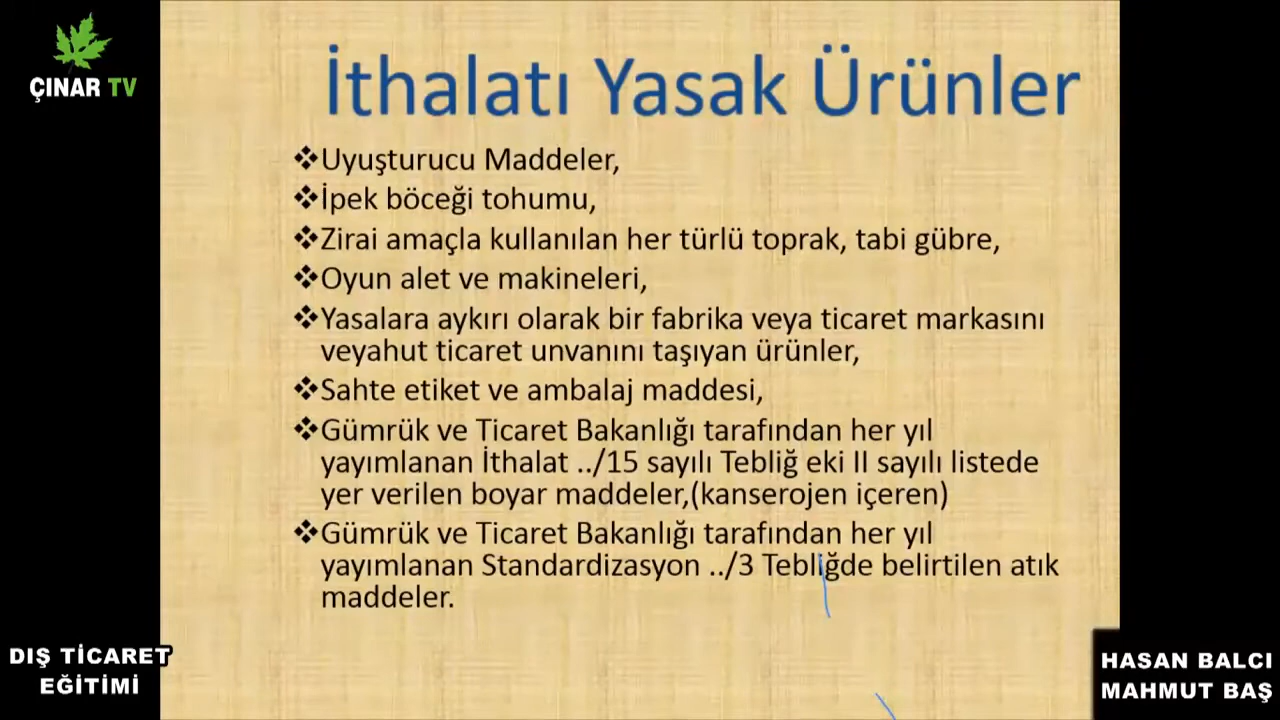 ÇINAR TV
İthalatı Yasak Ürünler
❖Uyuşturucu Maddeler,
❖İpek böceği tohumu,
❖Zirai amaçla kullanılan her türlü toprak, tabi gübre,
❖Oyun alet ve makineleri,
❖Yasalara aykırı olarak bir fabrika veya ticaret markasını
veyahut ticaret unvanını taşıyan ürünler,
❖Sahte etiket ve ambalaj maddesi,
❖Gümrük ve Ticaret Bakanlığı tarafından her yıl
yayımlanan İthalat ../15 sayılı Tebliğ eki II sayılı listede
yer verilen boyar maddeler,(kanserojen içeren)
❖Gümrük ve Ticaret Bakanlığı tarafından her yıl
yayımlanan Standardizasyon ../3 Tebliğde belirtilen atık
maddeler.
DIŞ TİCARET
EĞİTİMİ
HASAN BALCI
MAHMUT BAŞ